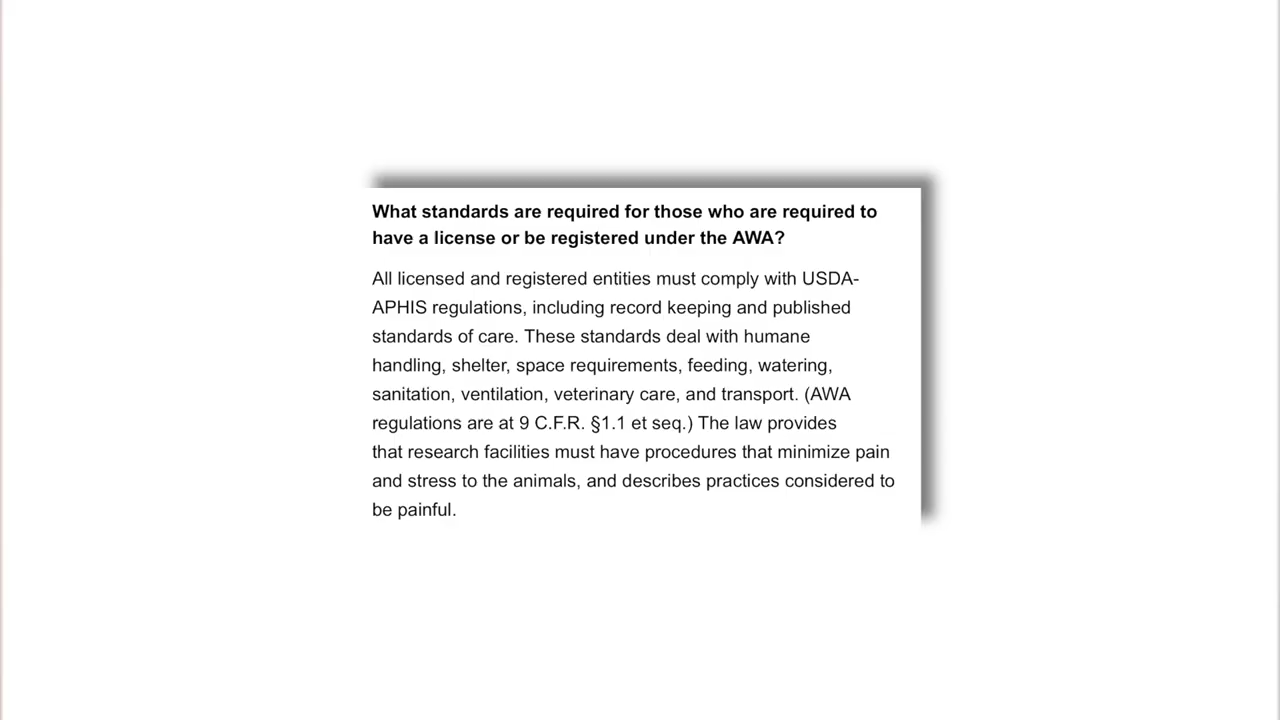 What standards are required for those who are required to
have a license or be registered under the AWA?
All licensed and registered entities must comply with USDA-
APHIS regulations, including record keeping and published
standards of care. These standards deal with humane
handling, shelter, space requirements, feeding, watering,
sanitation, ventilation, veterinary care, and transport. (AWA
regulations are at 9 C.F.R. §1.1 et seq.) The law provides
that research facilities must have procedures that minimize pain
and stress to the animals, and describes practices considered to
be painful.